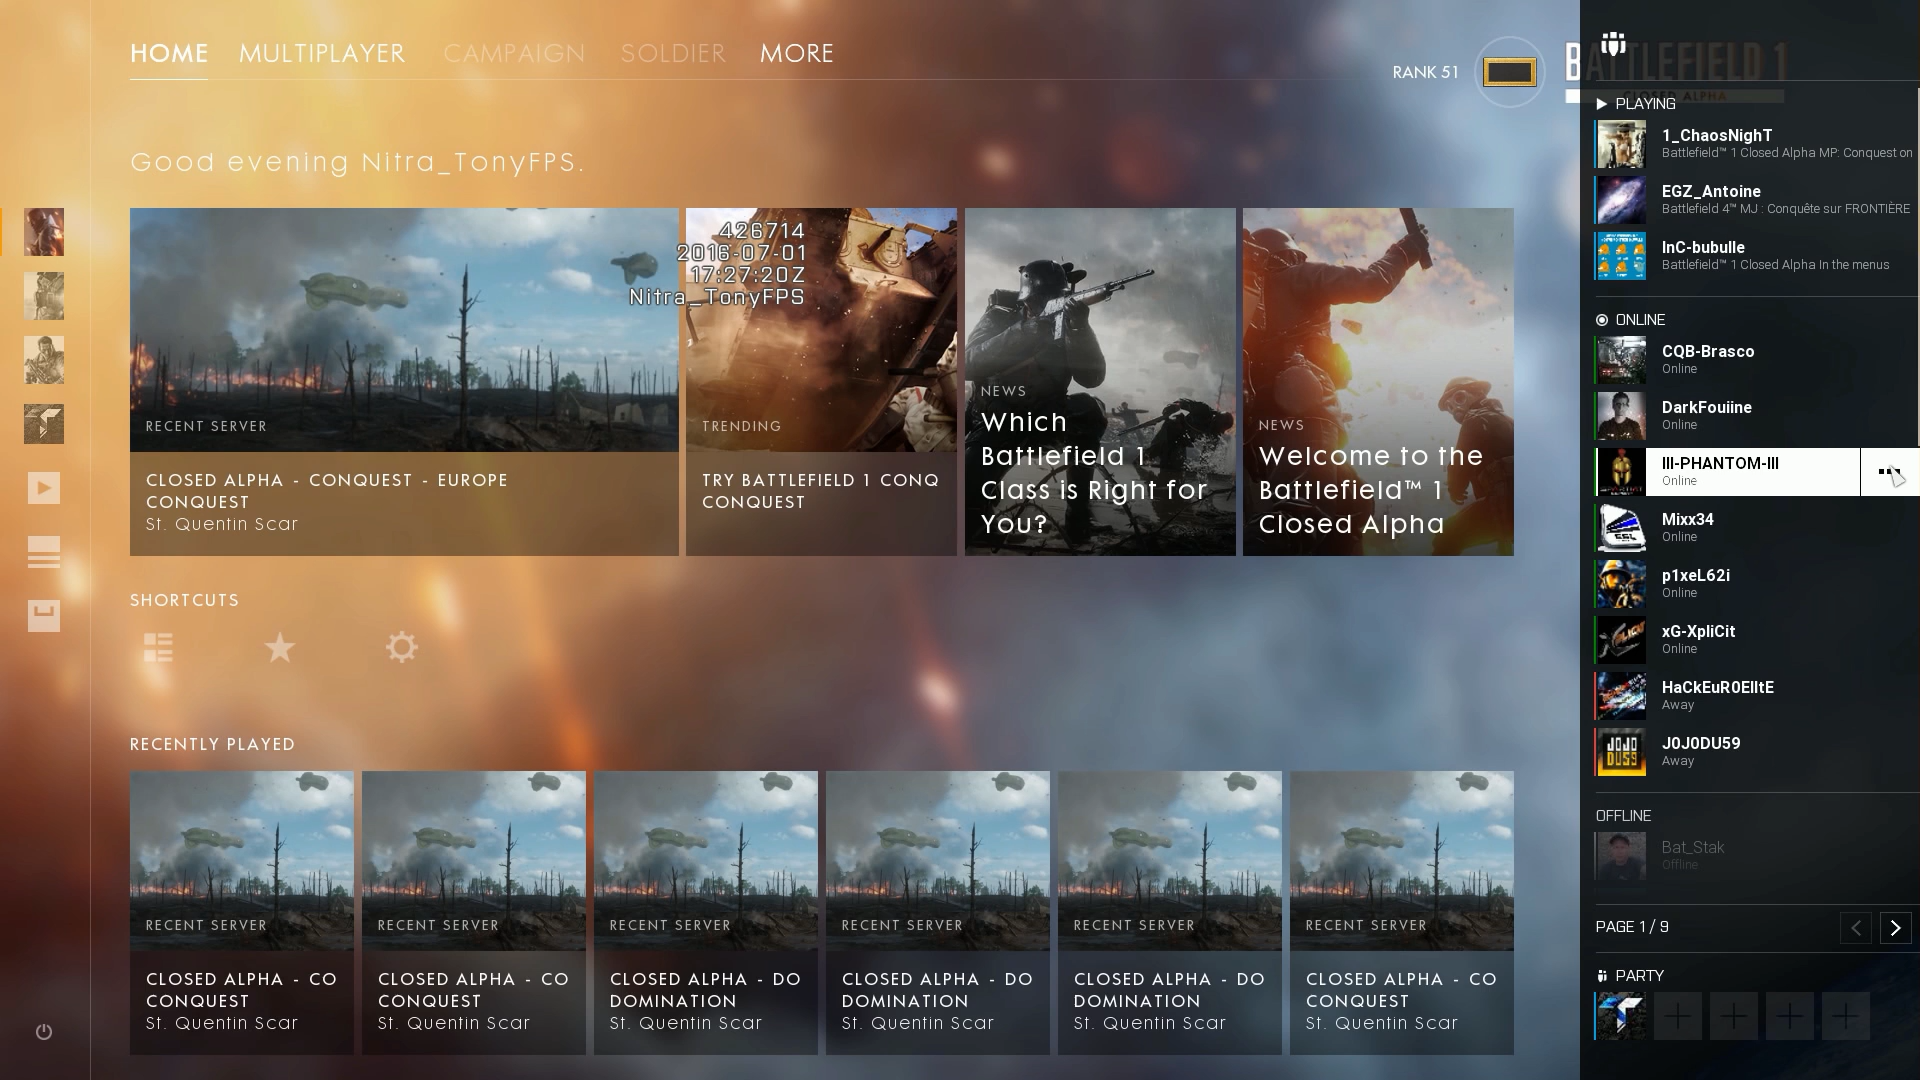 HOME
MULTIPLAYER
CAMPAIGN
SOLDIER
MORE
RANK 51
BATTLEFIELD 1
CLOSED ALPHA
Good evening Nitra_TonyFPS.
426714
2016-07-01
17:27:20Z
Nitra_TonyFPS
RECENT SERVER
CLOSED ALPHA - CONQUEST - EUROPE
CONQUEST
St. Quentin Scar
TRENDING
TRY BATTLEFIELD 1 CONQ
CONQUEST
NEWS
Which
Battlefield 1
Class is Right for
You?
NEWS
Welcome to the
Battlefield™ 1
Closed Alpha
SHORTCUTS
RECENTLY PLAYED
RECENT SERVER
CLOSED ALPHA - CO
CONQUEST
St. Quentin Scar
RECENT SERVER
CLOSED ALPHA - CO
CONQUEST
St. Quentin Scar
RECENT SERVER
CLOSED ALPHA - DO
DOMINATION
St. Quentin Scar
RECENT SERVER
CLOSED ALPHA - DO
DOMINATION
St. Quentin Scar
RECENT SERVER
CLOSED ALPHA - DO
DOMINATION
St. Quentin Scar
RECENT SERVER
CLOSED ALPHA - CO
CONQUEST
St. Quentin Scar
PLAYING
1_ChaosNighT
Battlefield™ 1 Closed Alpha MP: Conquest on
EGZ_Antoine
Battlefield 4™ MJ : Conquête sur FRONTIÈRE
InC-bubulle
Battlefield™ 1 Closed Alpha In the menus
ONLINE
CQB-Brasco
Online
DarkFouiine
Online
III-PHANTOM-III
Online
Mixx34
Online
ESL
p1xeL62i
Online
xG-XpliCit
Online
HaCkEuR0ElItE
Away
J0J0DU59
Away
JOJO
DU59
OFFLINE
Bat_Stak
Offline
PAGE 1 / 9
PARTY